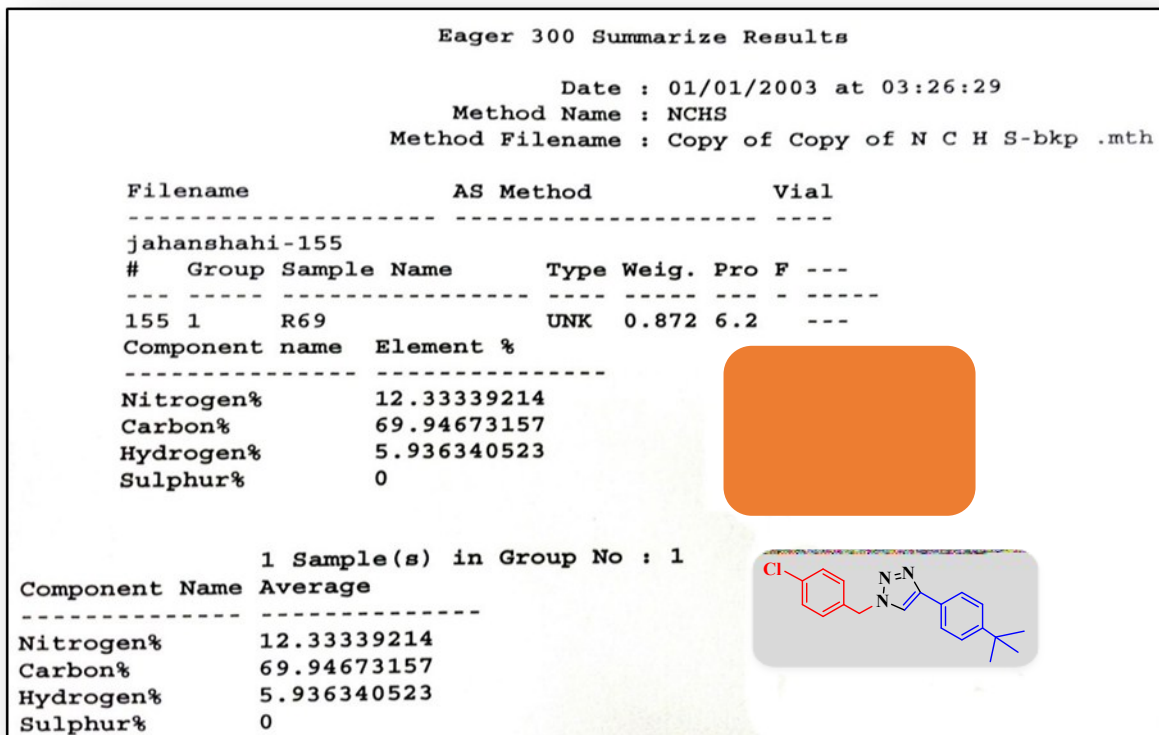 Eager 300 Summarize Results
Date : 01/01/2003 at 03:26:29
Method Name : NCHS
Method Filename : Copy of Copy of N C H S-bkp .mth
Filename AS Method Vial
-------------------- -------------------- ----
jahanshahi-155
# Group Sample Name Type Weig. Pro F ---
--- ----- ---------------- ---- ----- --- - -----
155 1 R69 UNK 0.872 6.2 ---
Component name Element %
--------------- ---------------
Nitrogen% 12.33339214
Carbon% 69.94673157
Hydrogen% 5.936340523
Sulphur% 0
1 Sample(s) in Group No : 1
Component Name Average
--------------- ---------------
Nitrogen% 12.33339214
Carbon% 69.94673157
Hydrogen% 5.936340523
Sulphur% 0
Cl
N=N
N